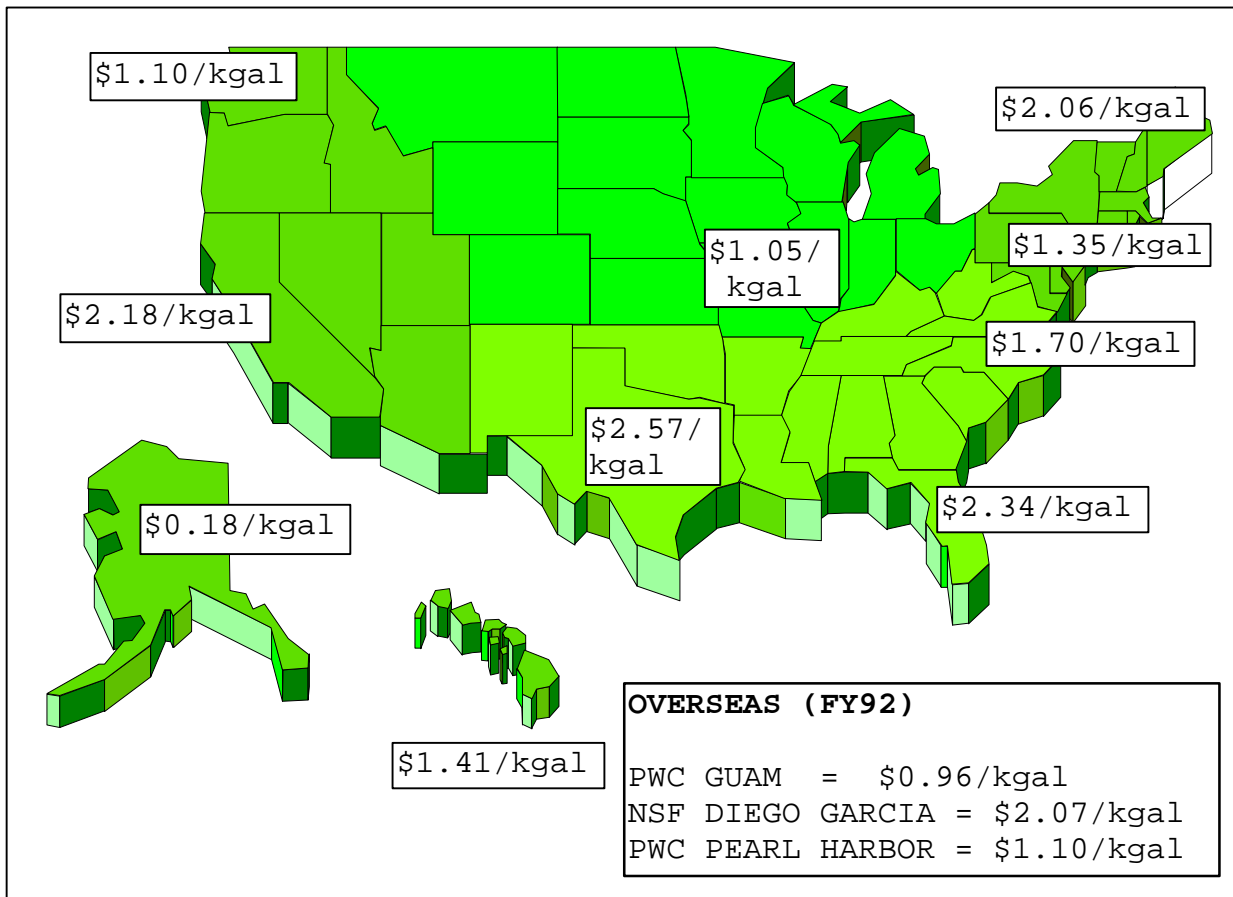 $1.10/kgal
$2.06/kgal
$1.35/kgal
$1.05/
kgal
$2.18/kgal
$1.70/kgal
$2.57/
kgal
$2.34/kgal
$0.18/kgal
$1.41/kgal
OVERSEAS (FY92)
PWC GUAM = $0.96/kgal
NSF DIEGO GARCIA = $2.07/kgal
PWC PEARL HARBOR = $1.10/kgal